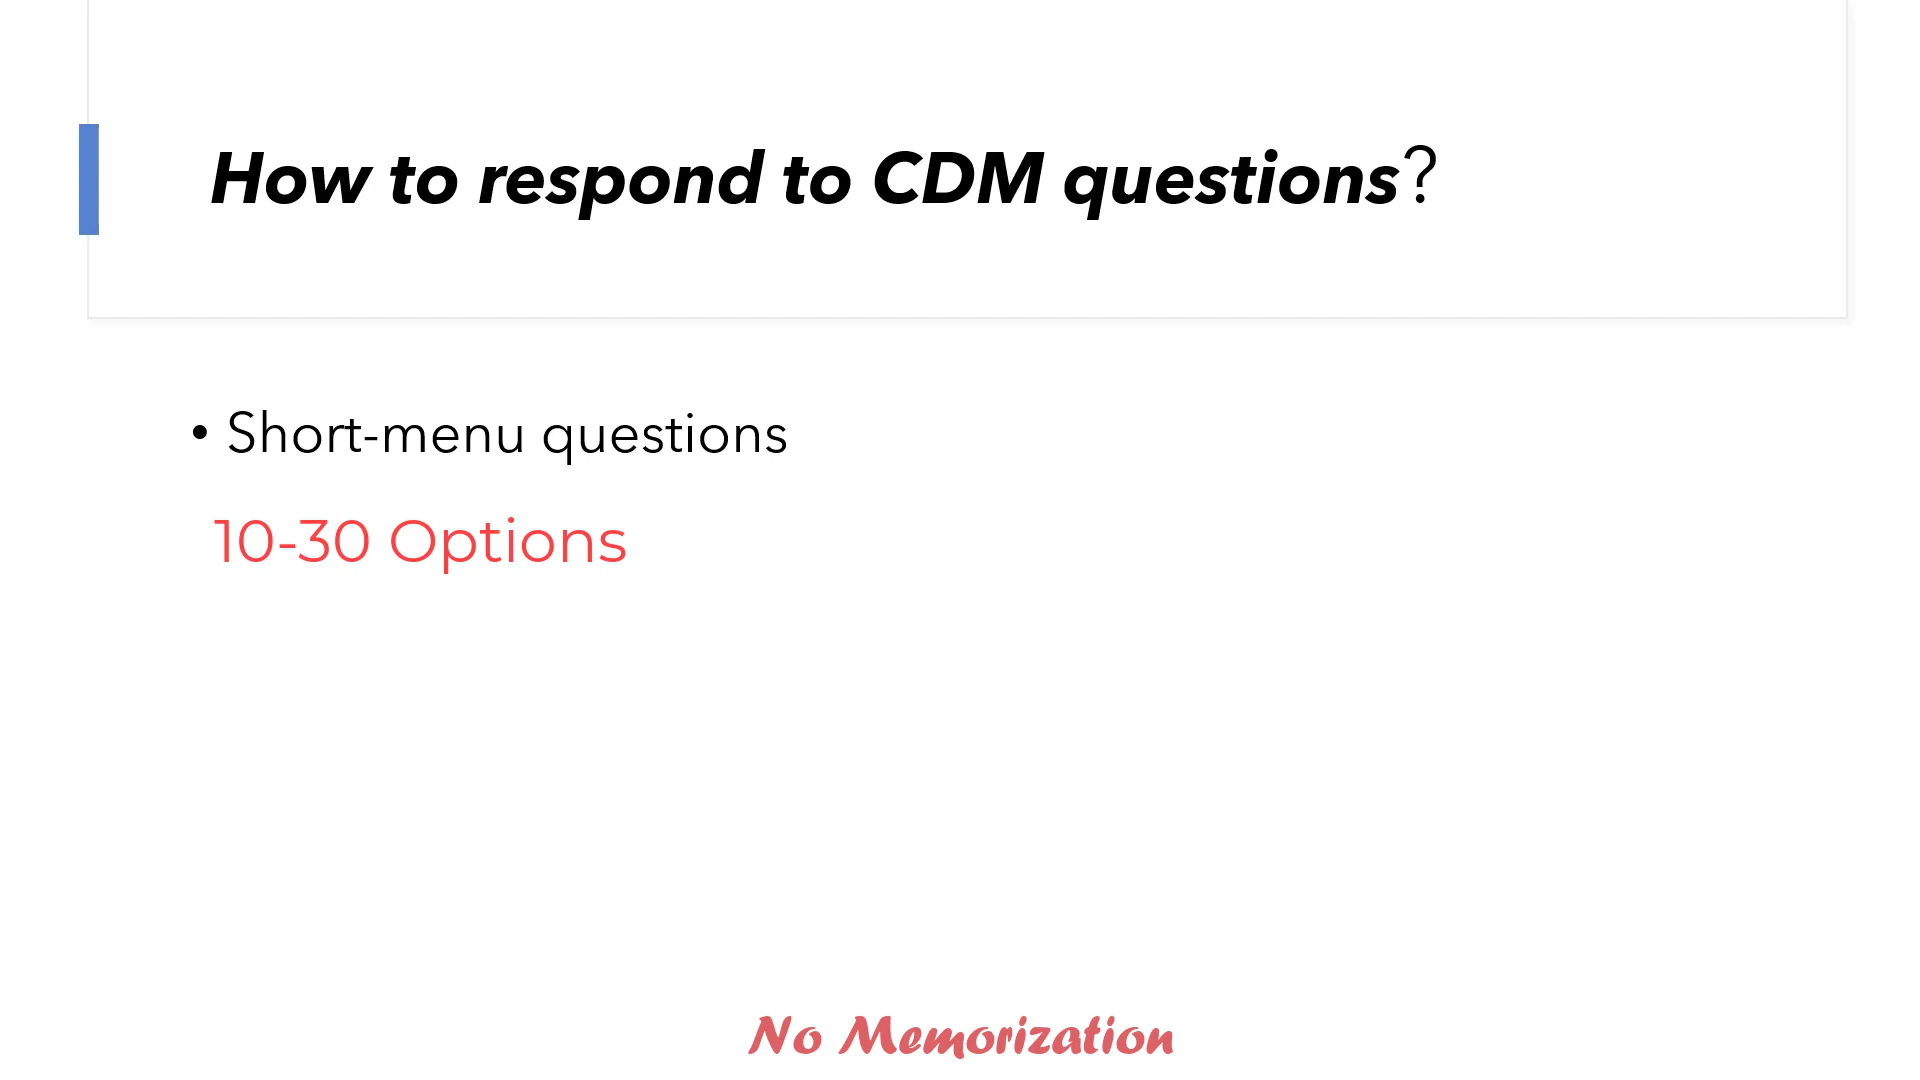 How to respond to CDM questions?
• Short-menu questions
10-30 Options
No Memorization